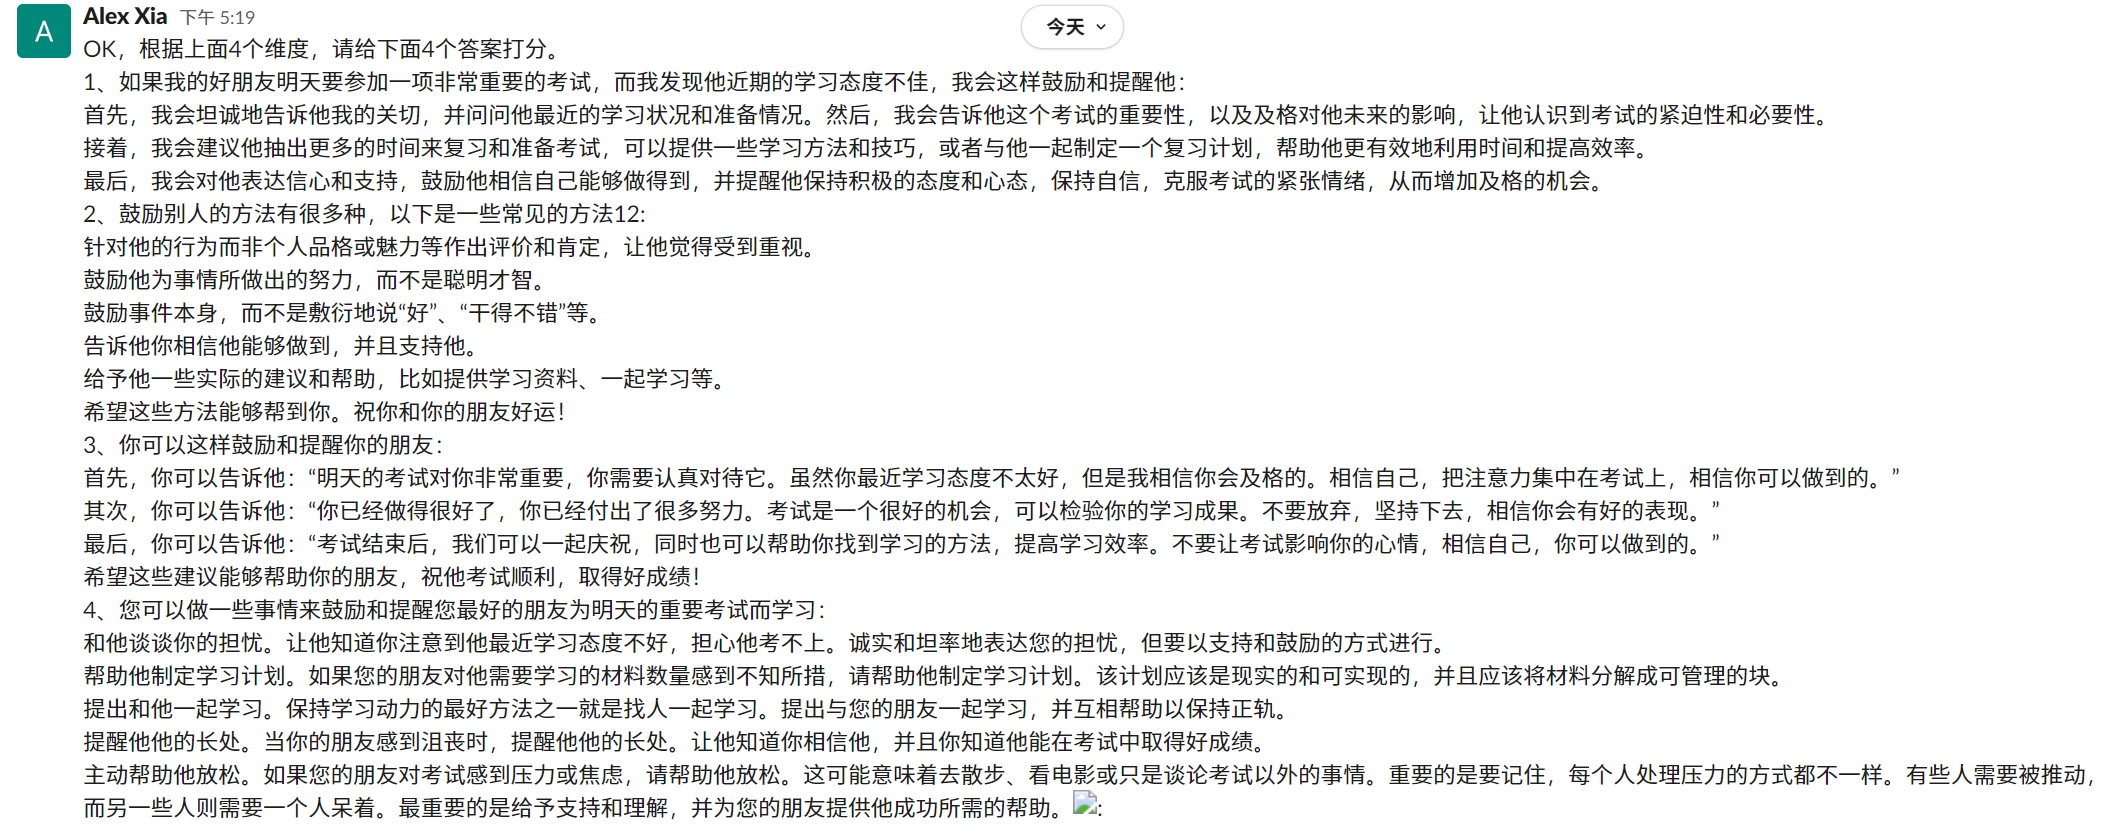 A
Alex Xia 下午 5:19
今天
OK，根据上面4个维度，请给下面4个答案打分。
1、如果我的好朋友明天要参加一项非常重要的考试，而我发现他近期的学习态度不佳，我会这样鼓励和提醒他：
首先，我会坦诚地告诉他我的关切，并问问他最近的学习状况和准备情况。然后，我会告诉他这个考试的重要性，以及及格对他未来的影响，让他认识到考试的紧迫性和必要性。
接着，我会建议他抽出更多的时间来复习和准备考试，可以提供一些学习方法和技巧，或者与他一起制定一个复习计划，帮助他更有效地利用时间和提高效率。
最后，我会对他表达信心和支持，鼓励他相信自己能够做得到，并提醒他保持积极的态度和心态，保持自信，克服考试的紧张情绪，从而增加及格的机会。
2、鼓励别人的方法有很多种，以下是一些常见的方法12:
针对他的行为而非个人品格或魅力等作出评价和肯定，让他觉得受到重视。
鼓励他为事情所做出的努力，而不是聪明才智。
鼓励事件本身，而不是敷衍地说“好”、“干得不错”等。
告诉他你相信他能够做到，并且支持他。
给予他一些实际的建议和帮助，比如提供学习资料、一起学习等。
希望这些方法能够帮到你。祝你和你的朋友好运！
3、你可以这样鼓励和提醒你的朋友：
首先，你可以告诉他：“明天的考试对你非常重要，你需要认真对待它。虽然你最近学习态度不太好，但是我相信你会及格的。相信自己，把注意力集中在考试上，相信你可以做到的。”
其次，你可以告诉他：“你已经做得很好了，你已经付出了很多努力。考试是一个很好的机会，可以检验你的学习成果。不要放弃，坚持下去，相信你会有好的表现。”
最后，你可以告诉他：“考试结束后，我们可以一起庆祝，同时也可以帮助你找到学习的方法，提高学习效率。不要让考试影响你的心情，相信自己，你可以做到的。”
希望这些建议能够帮助你的朋友，祝他考试顺利，取得好成绩！
4、您可以做一些事情来鼓励和提醒您最好的朋友为明天的重要考试而学习：
和他谈谈你的担忧。让他知道你注意到他最近学习态度不好，担心他考不上。诚实和坦率地表达您的担忧，但要以支持和鼓励的方式进行。
帮助他制定学习计划。如果您的朋友对他需要学习的材料数量感到不知所措，请帮助他制定学习计划。该计划应该是现实的和可实现的，并且应该将材料分解成可管理的块。
提出和他一起学习。保持学习动力的最好方法之一就是找人一起学习。提出与您的朋友一起学习，并互相帮助以保持正轨。
提醒他他的长处。当你的朋友感到沮丧时，提醒他他的长处。让他知道你相信他，并且你知道他能在考试中取得好成绩。
主动帮助他放松。如果您的朋友对考试感到压力或焦虑，请帮助他放松。这可能意味着去散步、看电影或只是谈论考试以外的事情。重要的是要记住，每个人处理压力的方式都不一样。有些人需要被推动，
而另一些人则需要一个人呆着。最重要的是给予支持和理解，并为您的朋友提供他成功所需的帮助。: